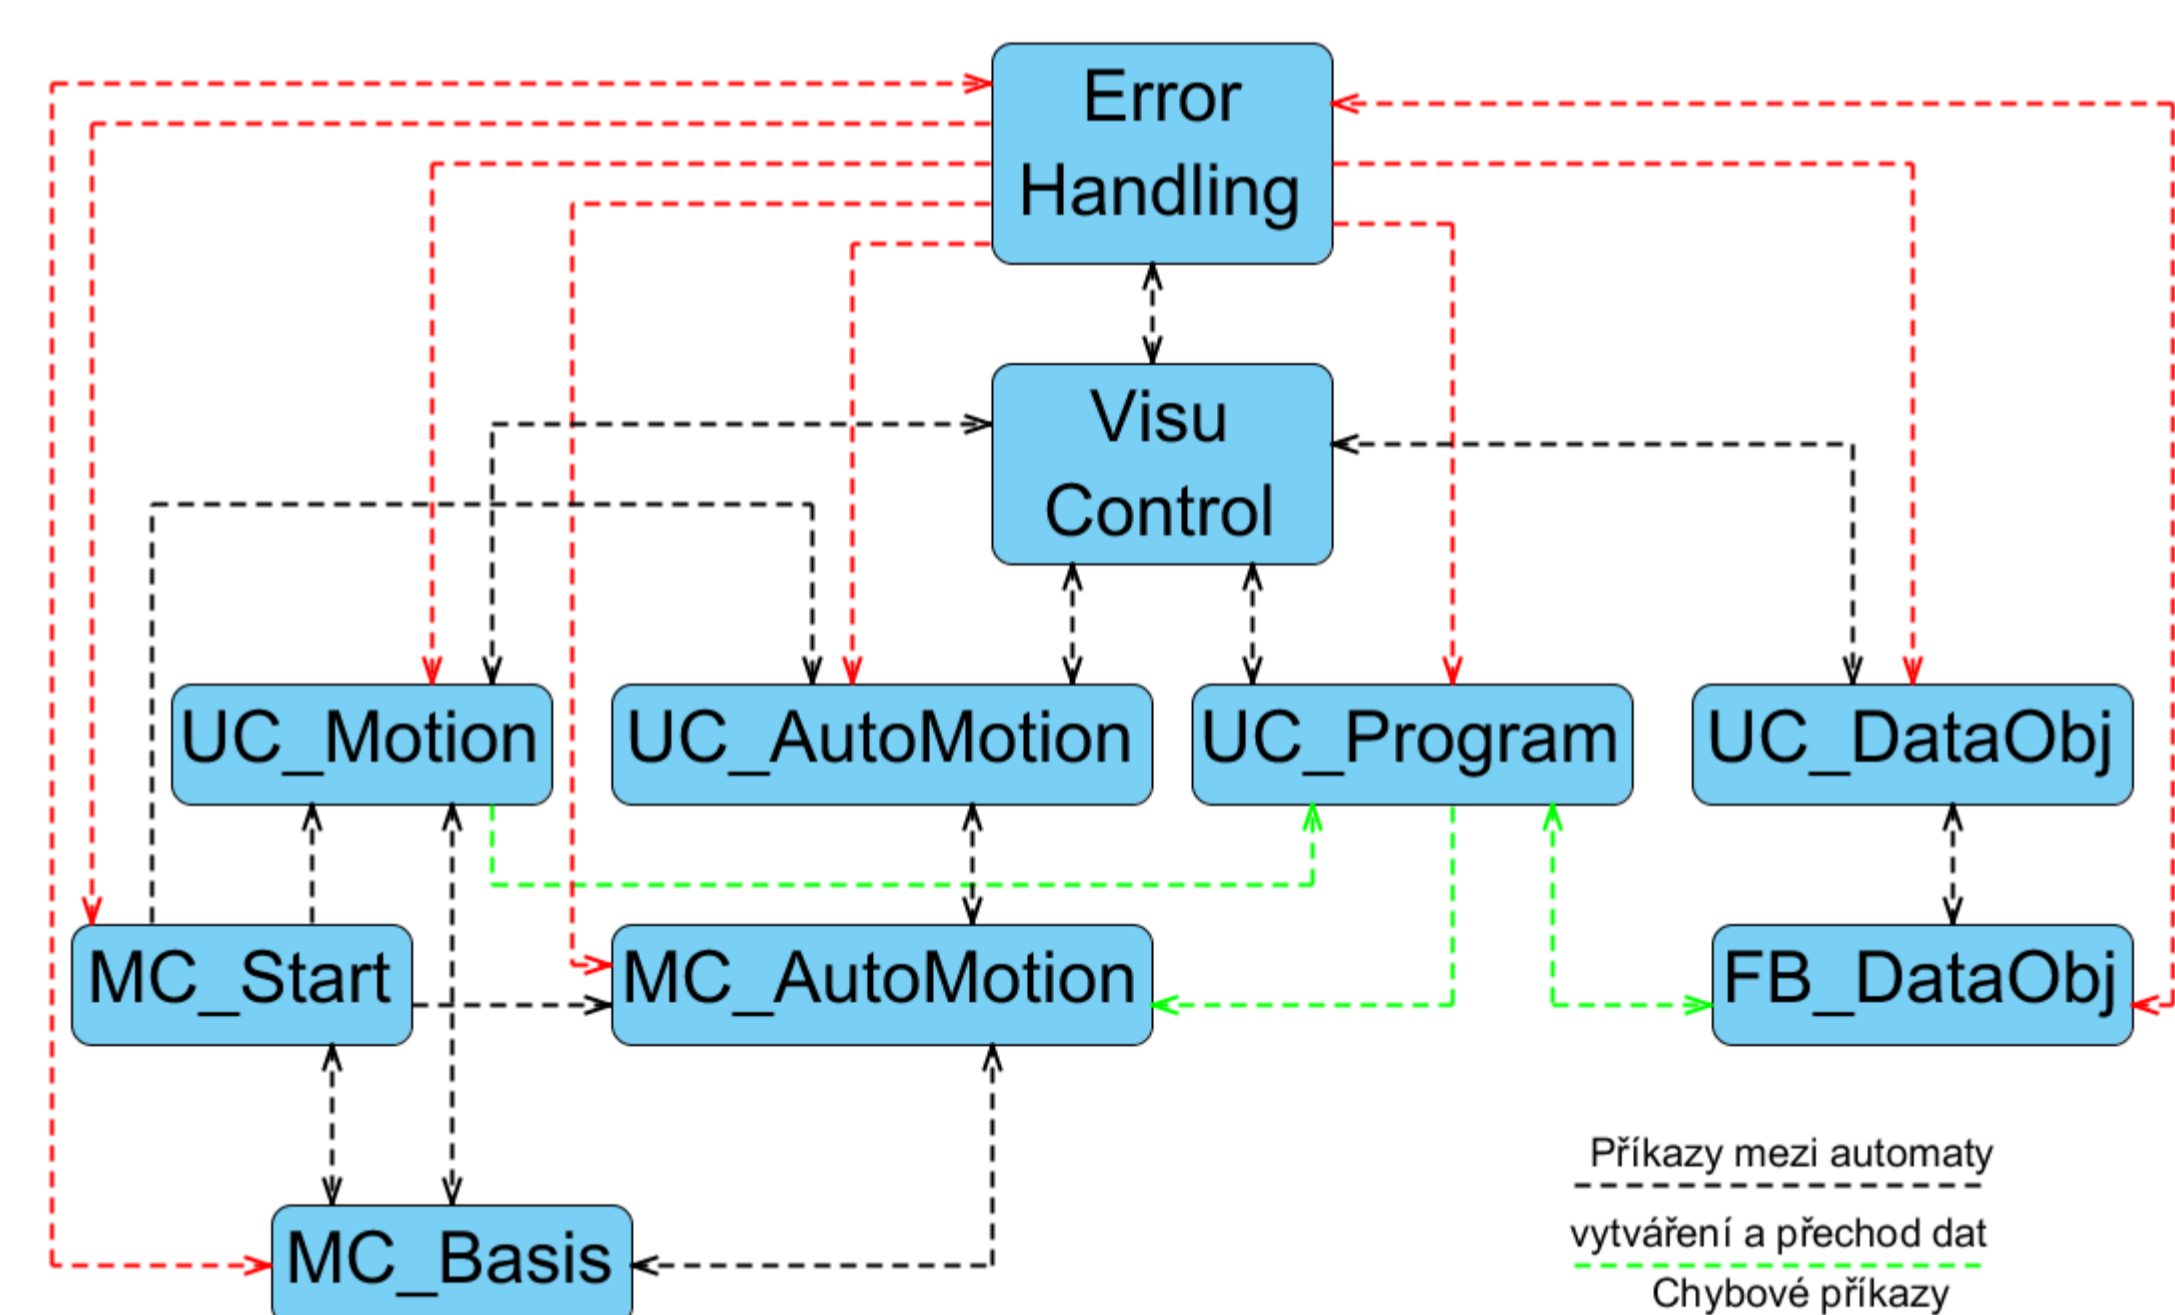 Error
Handling
Visu
Control
UC_Motion
UC_AutoMotion
UC_Program
UC_DataObj
MC_Start
MC_AutoMotion
FB_DataObj
MC_Basis
Příkazy mezi automaty
vytváření a přechod dat
Chybové příkazy